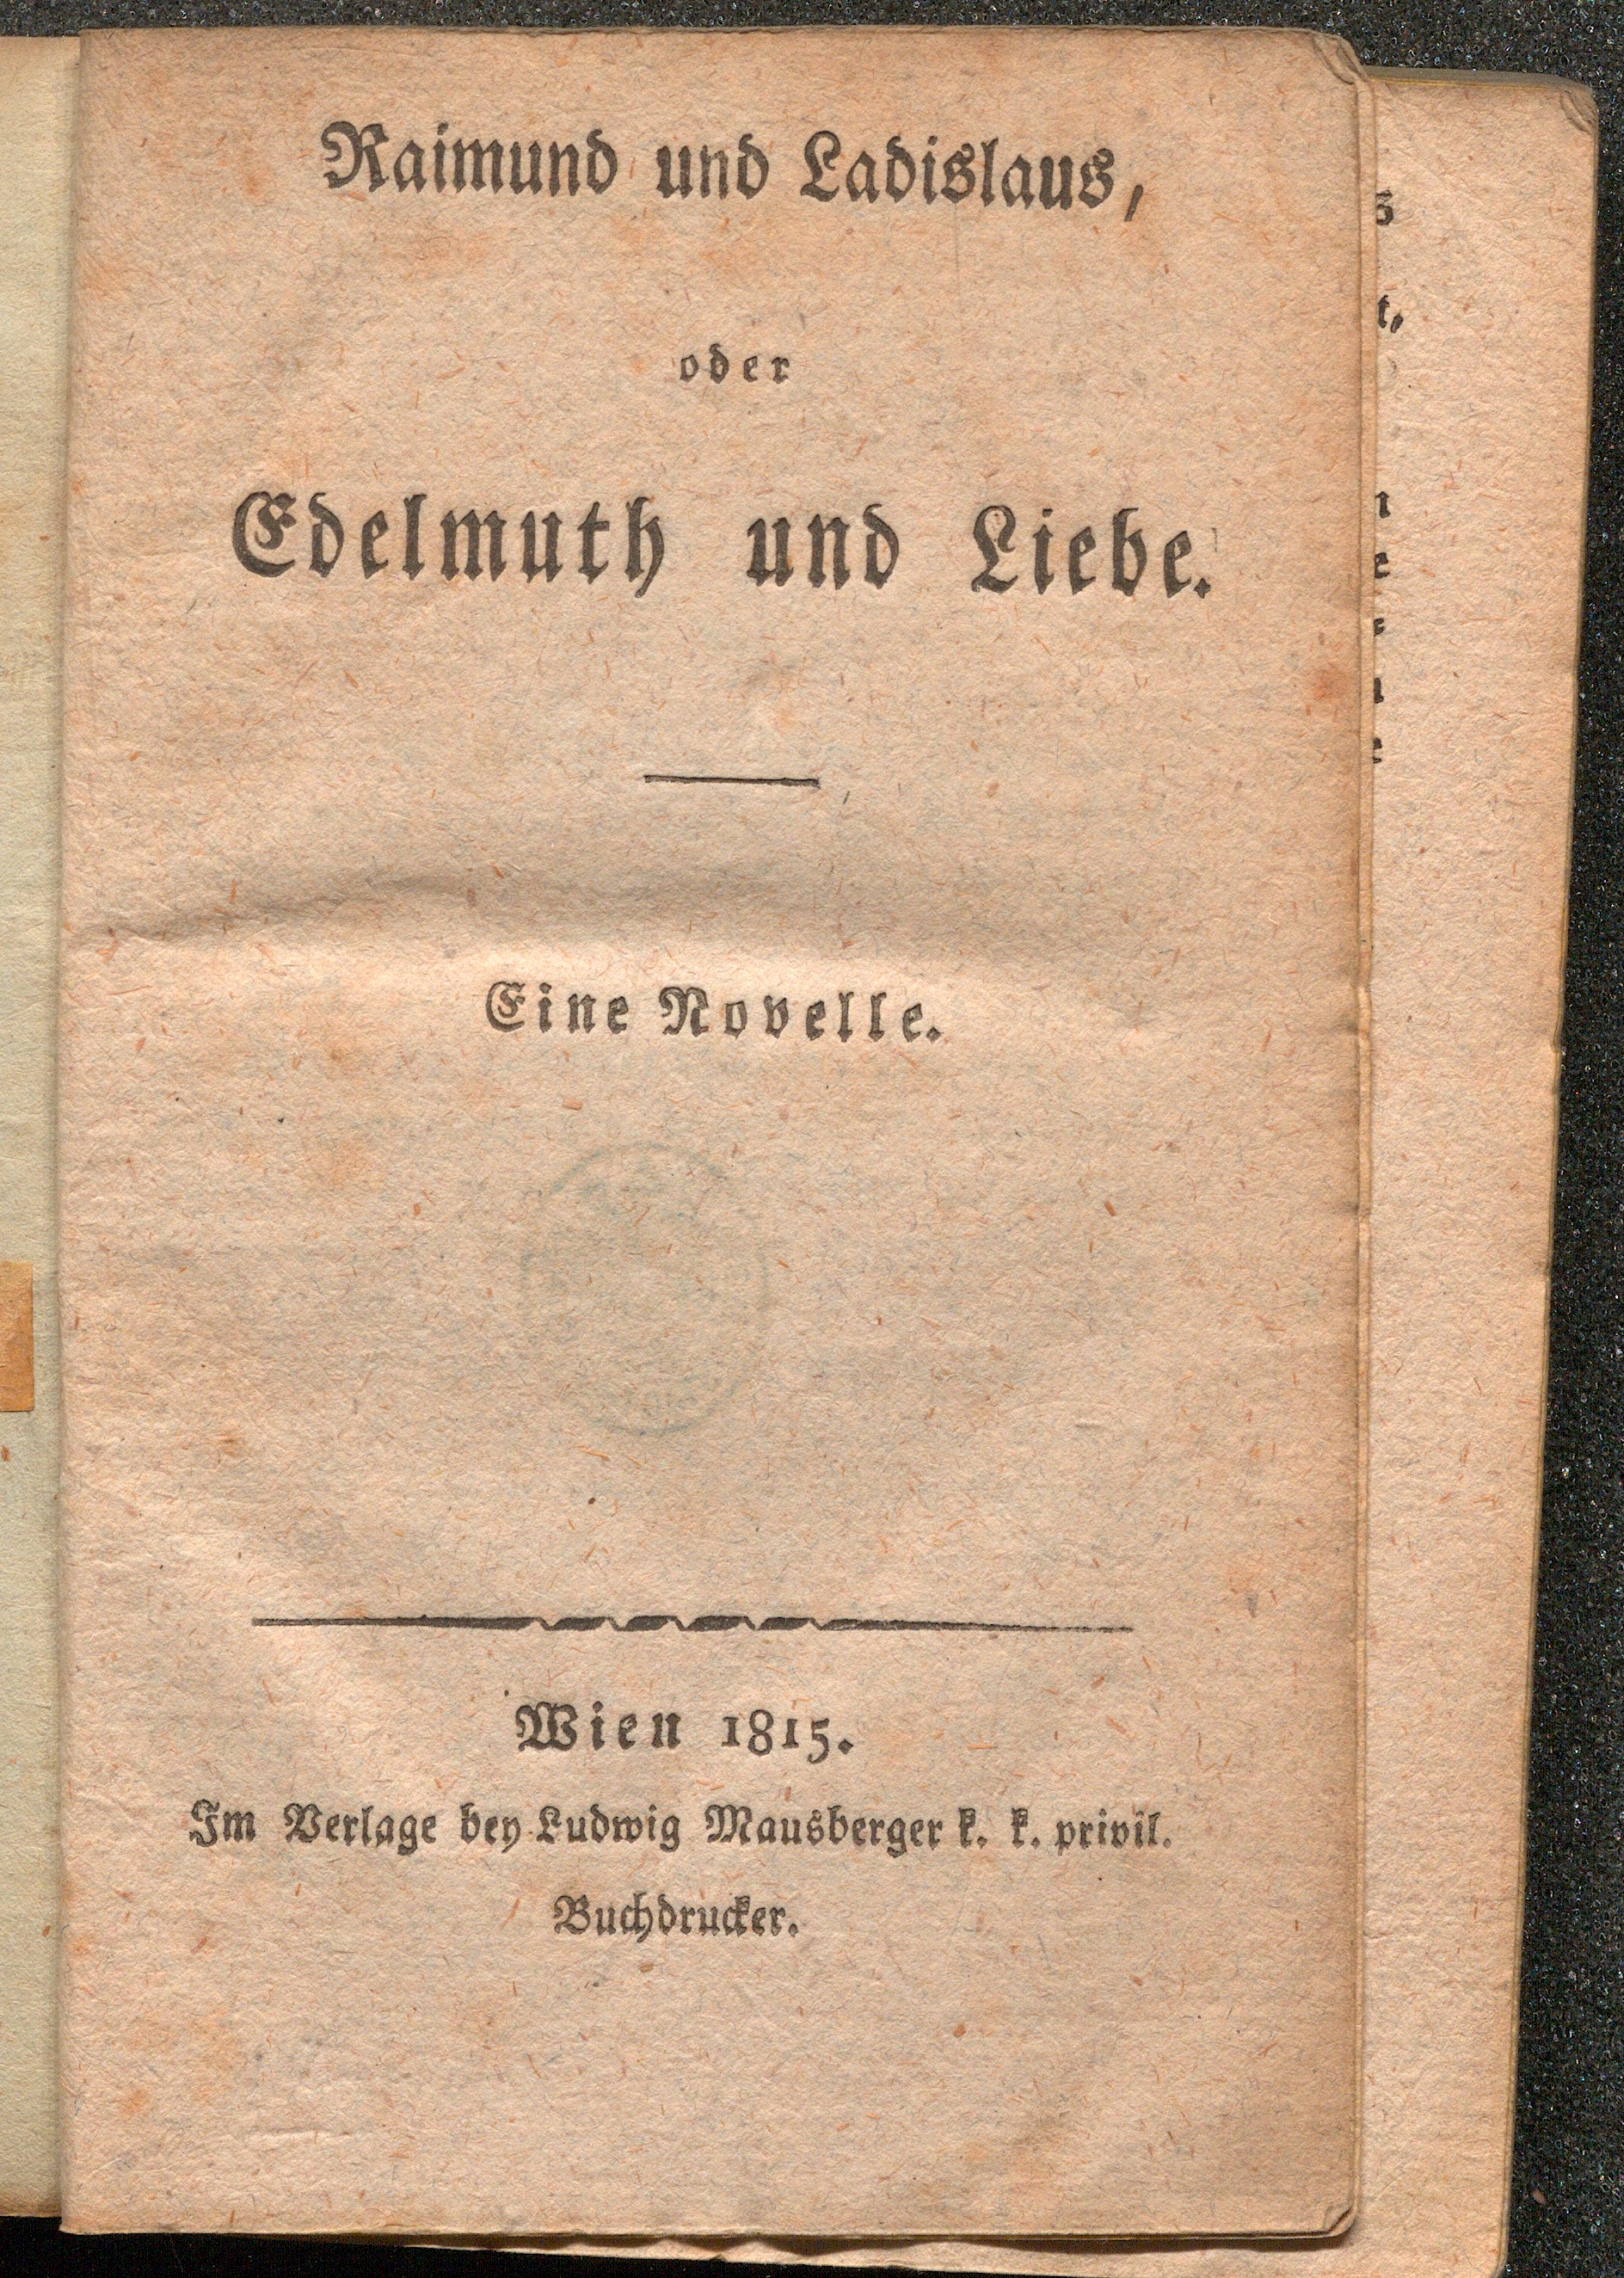 Raimund und Ladislaus,
oder
Edelmuth und Liebe.
Eine Novelle.
Wien 1815.
Im Verlage bey Ludwig Mausberger k. k. privil.
Buchdrucker.